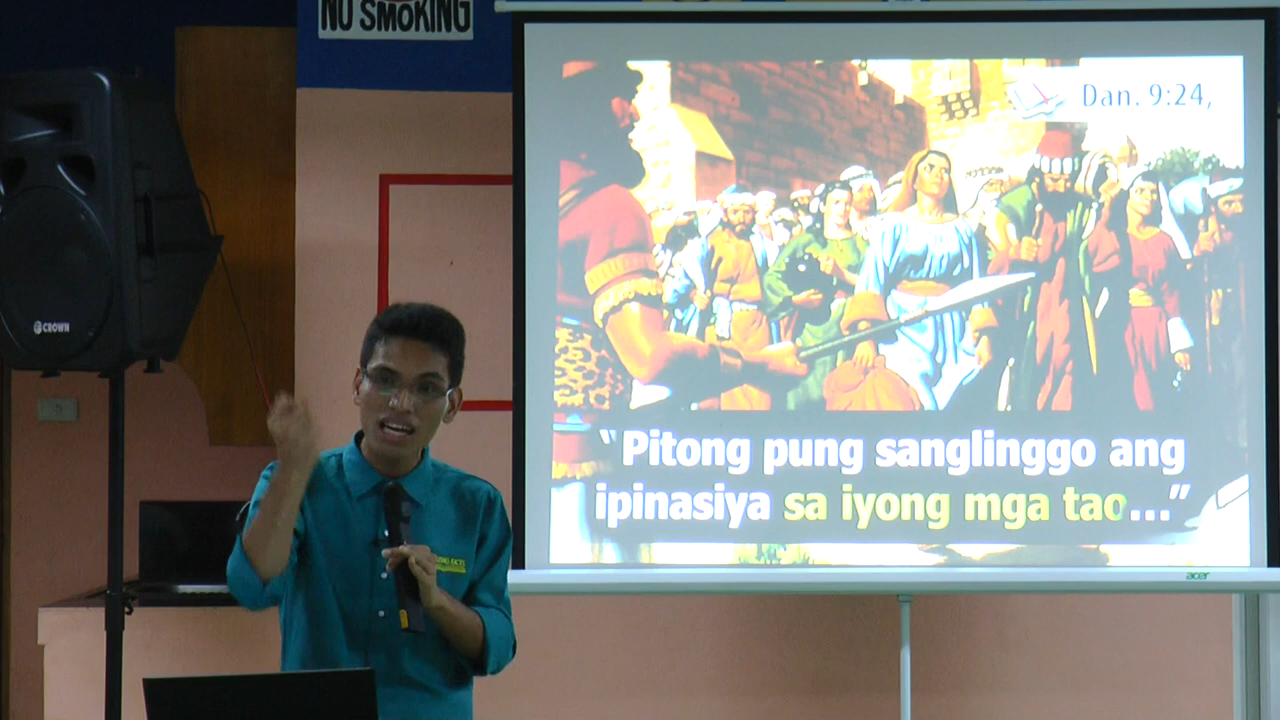 NO SMOKING
Dan. 9:24,
CROWN
“Pitong pung sanglinggo ang
ipinasiya sa iyong mga tao...”
acer